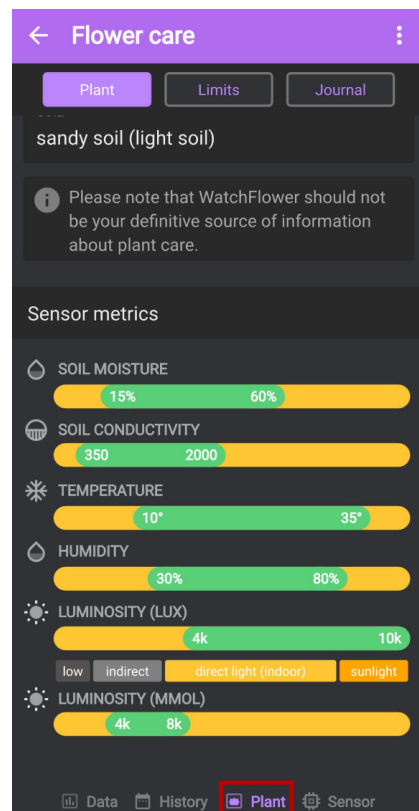 Flower care
Plant Limits Journal
sandy soil (light soil)
Please note that WatchFlower should not
be your definitive source of information
about plant care.
Sensor metrics
SOIL MOISTURE
15% 60%
SOIL CONDUCTIVITY
350 2000
TEMPERATURE
10° 35°
HUMIDITY
30% 80%
LUMINOSITY (LUX)
4k 10k
low indirect direct light (indoor) sunlight
LUMINOSITY (MMOL)
4k 8k
Data History Plant Sensor